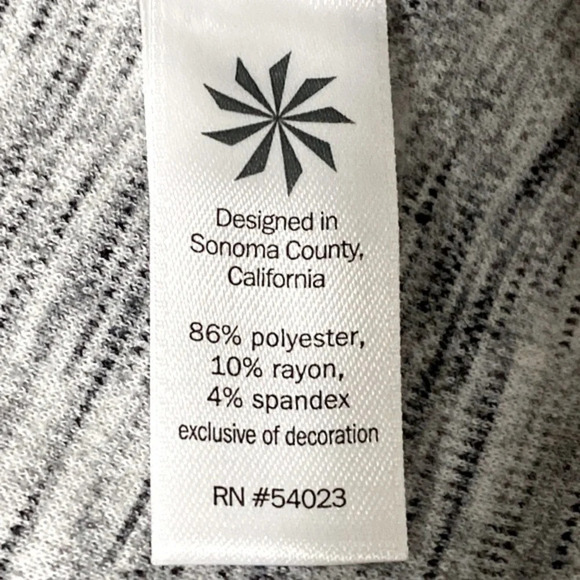 Designed in
Sonoma County,
California
86% polyester,
10% rayon,
4% spandex
exclusive of decoration
RN #54023